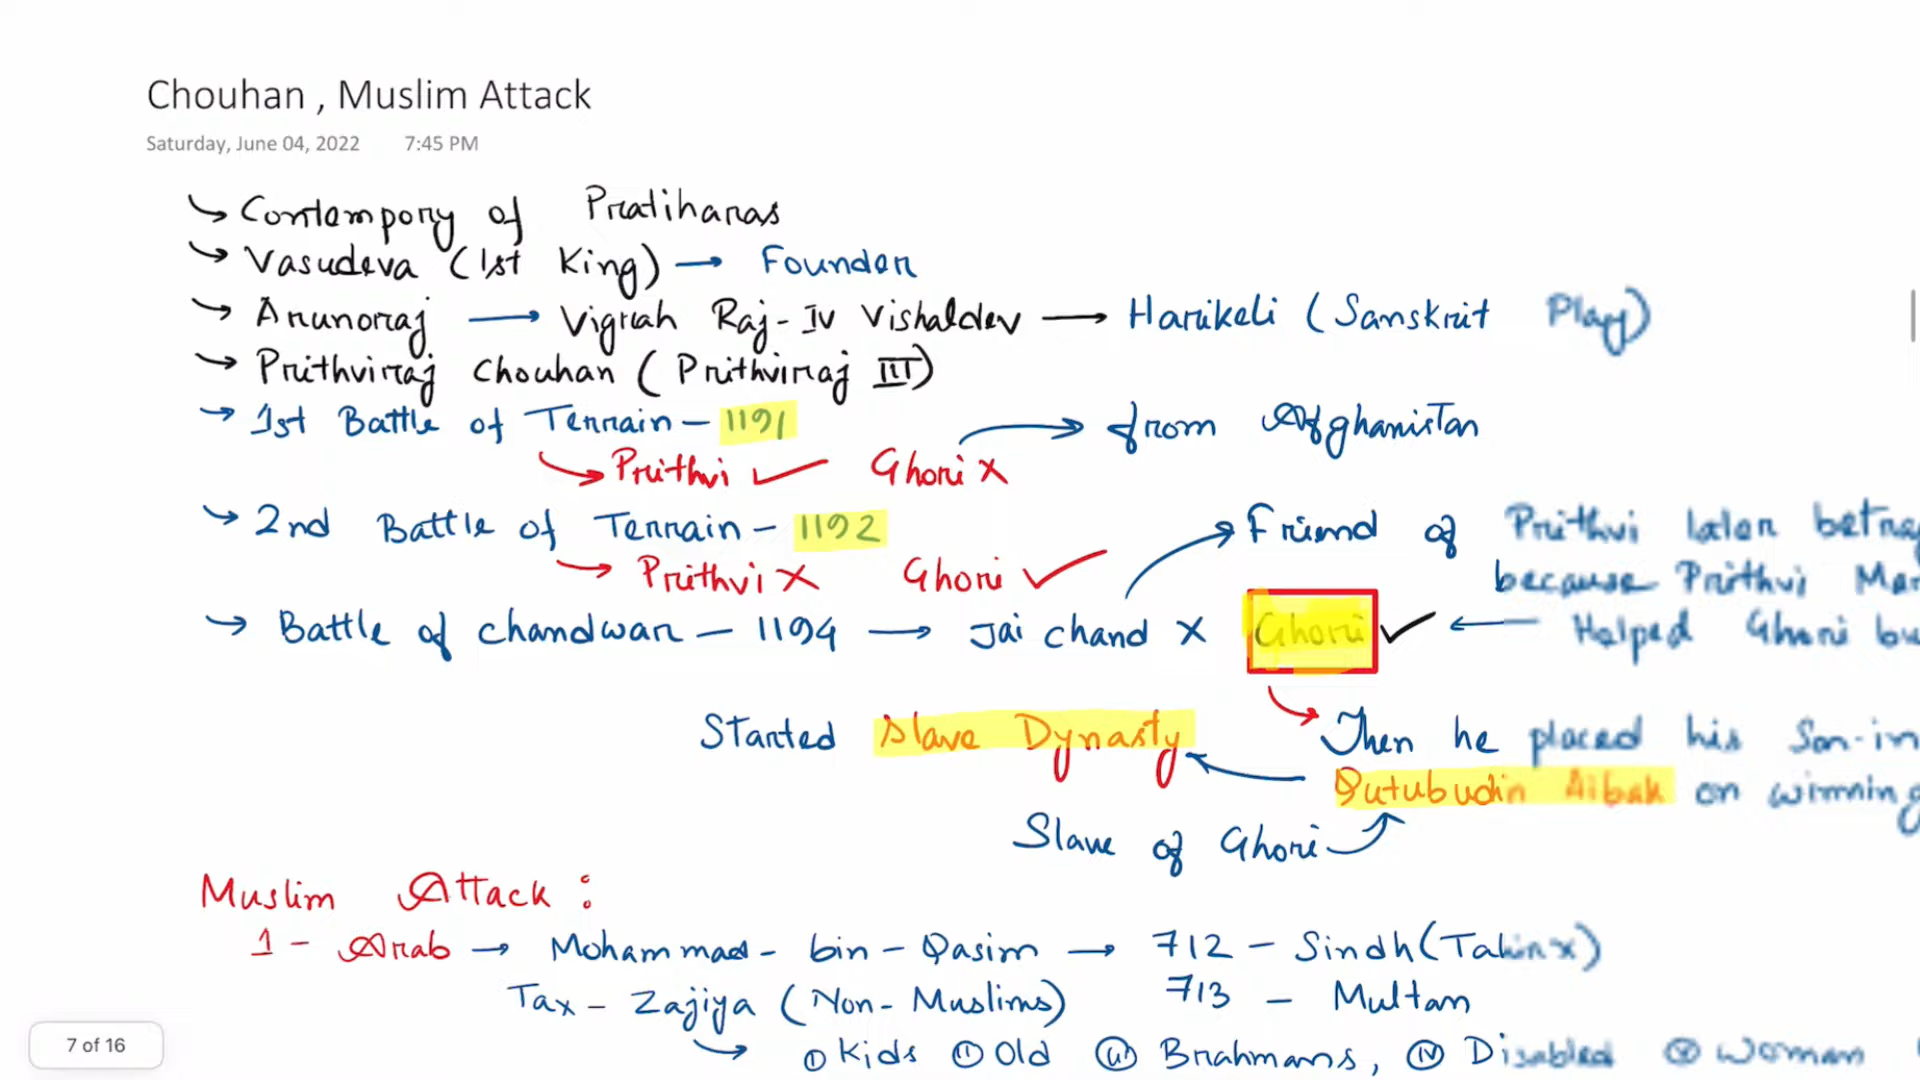 Chouhan , Muslim Attack
Saturday, June 04, 2022 7:45 PM
↘ Contempory of Pratiharas
↘ Vasudeva (1st King) → Founder
↘ Arunoraj → Vigrah Raj-IV Vishaldev → Harikeli (Sanskrit Play)
→ Prithviraj Chouhan (Prithviraj III)
→ 1st Battle of Terrain – 1191
→ Prithvi ✓ Ghori X → from Afghanistan
→ 2nd Battle of Terrain – 1192
→ Prithvi X Ghori ✓
→ Friend of Prithvi later betray
because Prithvi Mar
→ Battle of chandwar – 1194 → Jai chand X Ghori ✓ ← Helped Ghori bu
→ Then he placed his Son-in
Started Slave Dynasty ← Qutubudin Aibak on winning
Slave of Ghori
Muslim Attack :
1 - Arab → Mohammad - bin - Qasim → 712 – Sindh (Tahir x)
Tax – Zajiya (Non-Muslims) 713 – Multan
→ (i) Kids (ii) Old (iii) Brahmans, (iv) Disabled (v) Woman
7 of 16